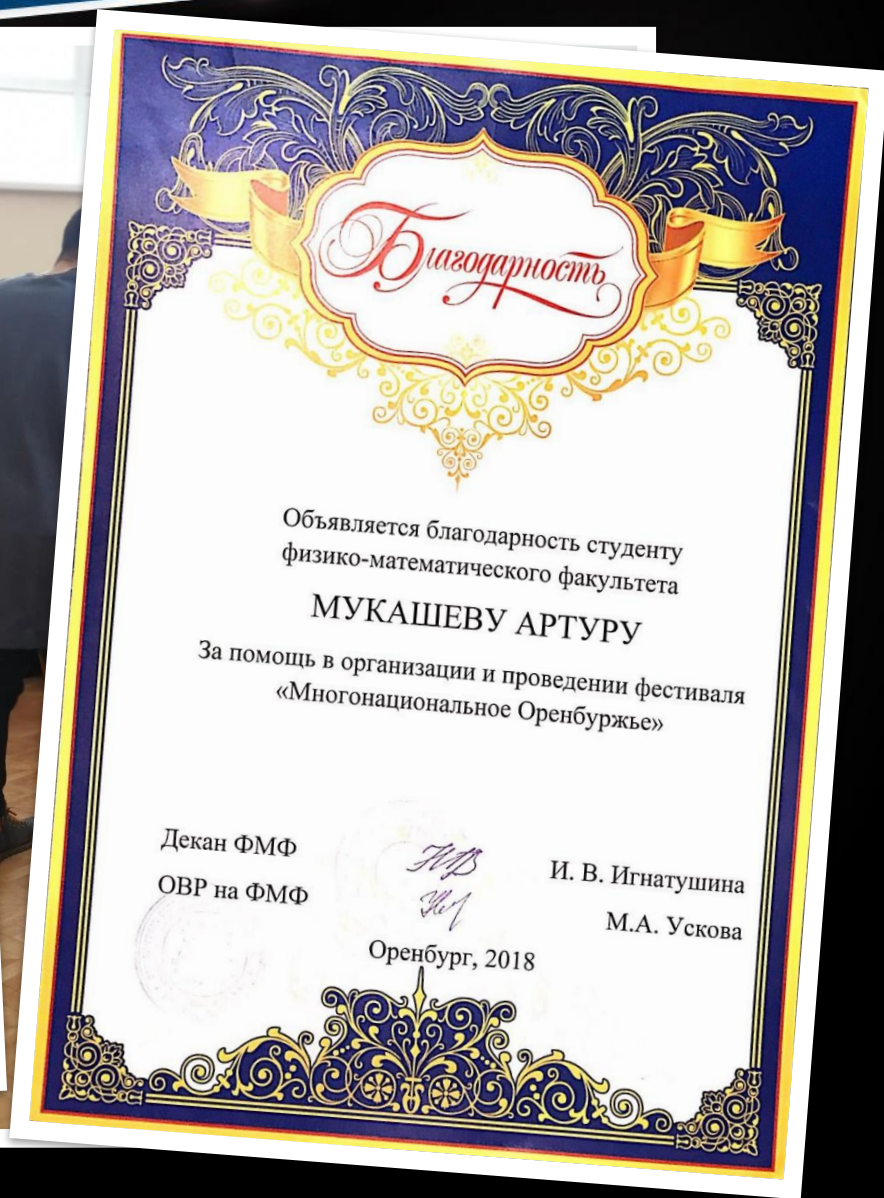 Благодарность
Объявляется благодарность студенту
физико-математического факультета
МУКАШЕВУ АРТУРУ
За помощь в организации и проведении фестиваля
«Многонациональное Оренбуржье»
Декан ФМФ И. В. Игнатушина
ОВР на ФМФ М.А. Ускова
Оренбург, 2018